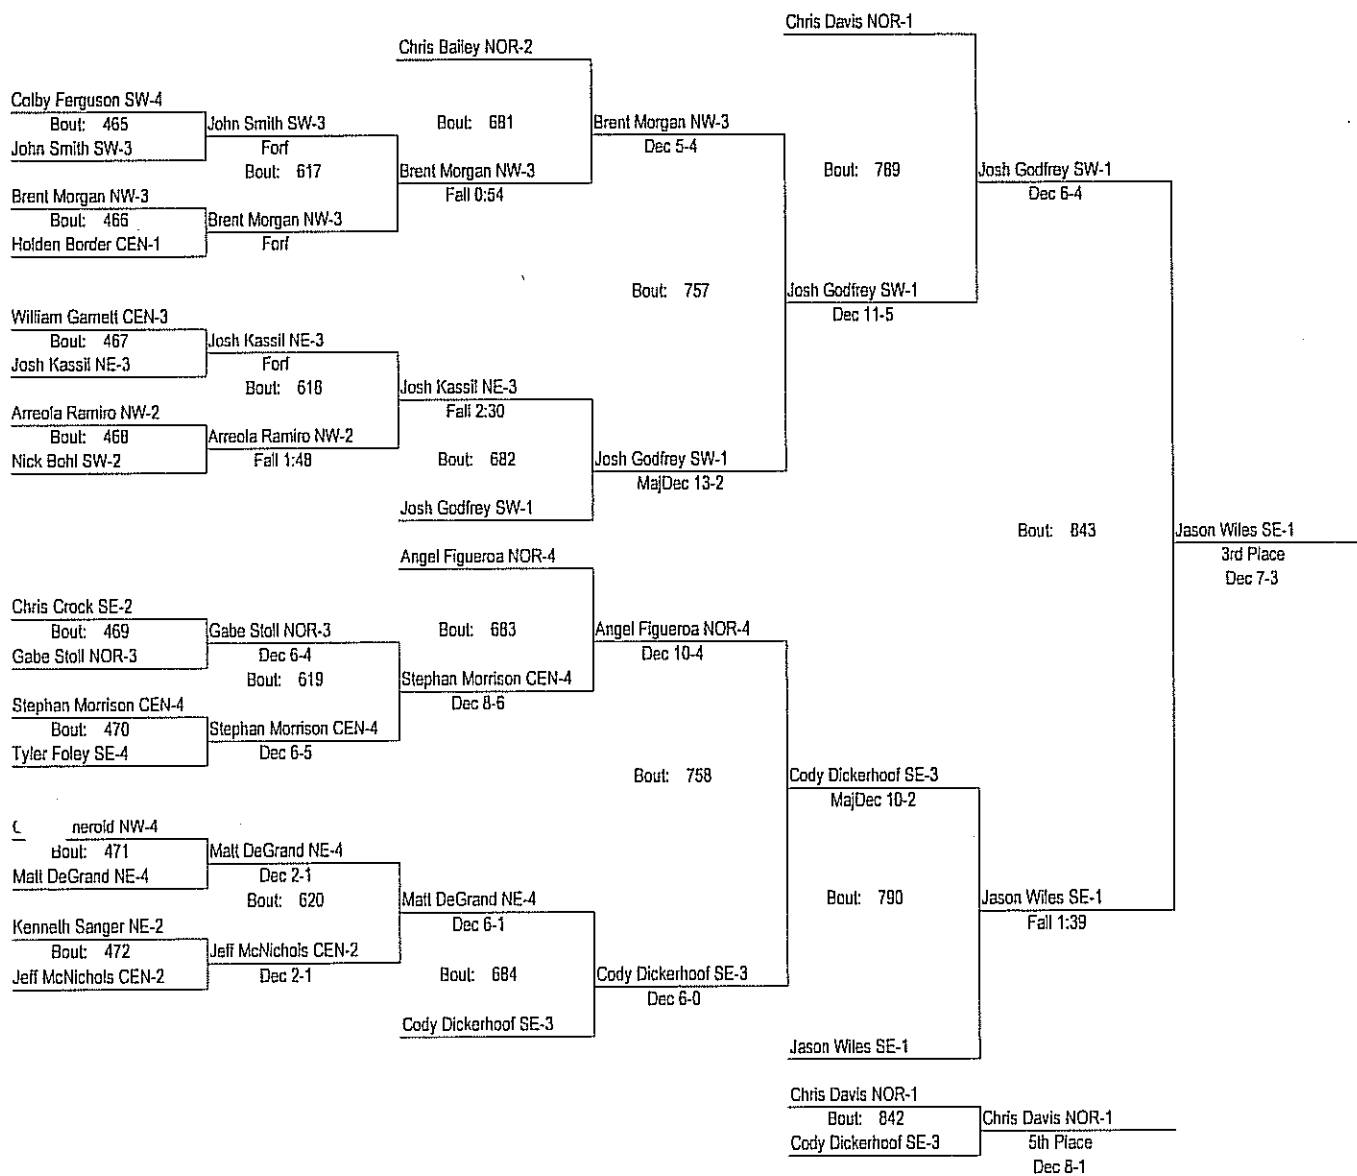 Chris Davis NOR-1
Chris Bailey NOR-2
Colby Ferguson SW-4
Bout: 465
John Smith SW-3
John Smith SW-3
Forf
Bout: 617
Bout: 681
Brent Morgan NW-3
Dec 5-4
Brent Morgan NW-3
Fall 0:54
Bout: 789
Josh Godfrey SW-1
Dec 6-4
Brent Morgan NW-3
Bout: 466
Holden Border CEN-1
Brent Morgan NW-3
Forf
Bout: 757
Josh Godfrey SW-1
Dec 11-5
William Garnett CEN-3
Bout: 467
Josh Kassil NE-3
Josh Kassil NE-3
Forf
Bout: 618
Josh Kassil NE-3
Fall 2:30
Arreola Ramiro NW-2
Bout: 468
Nick Bohl SW-2
Arreola Ramiro NW-2
Fall 1:48
Bout: 682
Josh Godfrey SW-1
MajDec 13-2
Josh Godfrey SW-1
Bout: 843
Jason Wiles SE-1
3rd Place
Dec 7-3
Angel Figueroa NOR-4
Chris Crock SE-2
Bout: 469
Gabe Stoll NOR-3
Gabe Stoll NOR-3
Dec 6-4
Bout: 619
Bout: 683
Angel Figueroa NOR-4
Dec 10-4
Stephan Morrison CEN-4
Dec 8-6
Stephan Morrison CEN-4
Bout: 470
Tyler Foley SE-4
Stephan Morrison CEN-4
Dec 6-5
Bout: 758
Cody Dickerhoof SE-3
MajDec 10-2
NW-4
Bout: 471
Matt DeGrand NE-4
Matt DeGrand NE-4
Dec 2-1
Bout: 620
Matt DeGrand NE-4
Dec 6-1
Bout: 790
Jason Wiles SE-1
Fall 1:39
Kenneth Sanger NE-2
Bout: 472
Jeff McNichols CEN-2
Jeff McNichols CEN-2
Dec 2-1
Bout: 684
Cody Dickerhoof SE-3
Dec 6-0
Cody Dickerhoof SE-3
Jason Wiles SE-1
Chris Davis NOR-1
Bout: 842
Cody Dickerhoof SE-3
Chris Davis NOR-1
5th Place
Dec 8-1